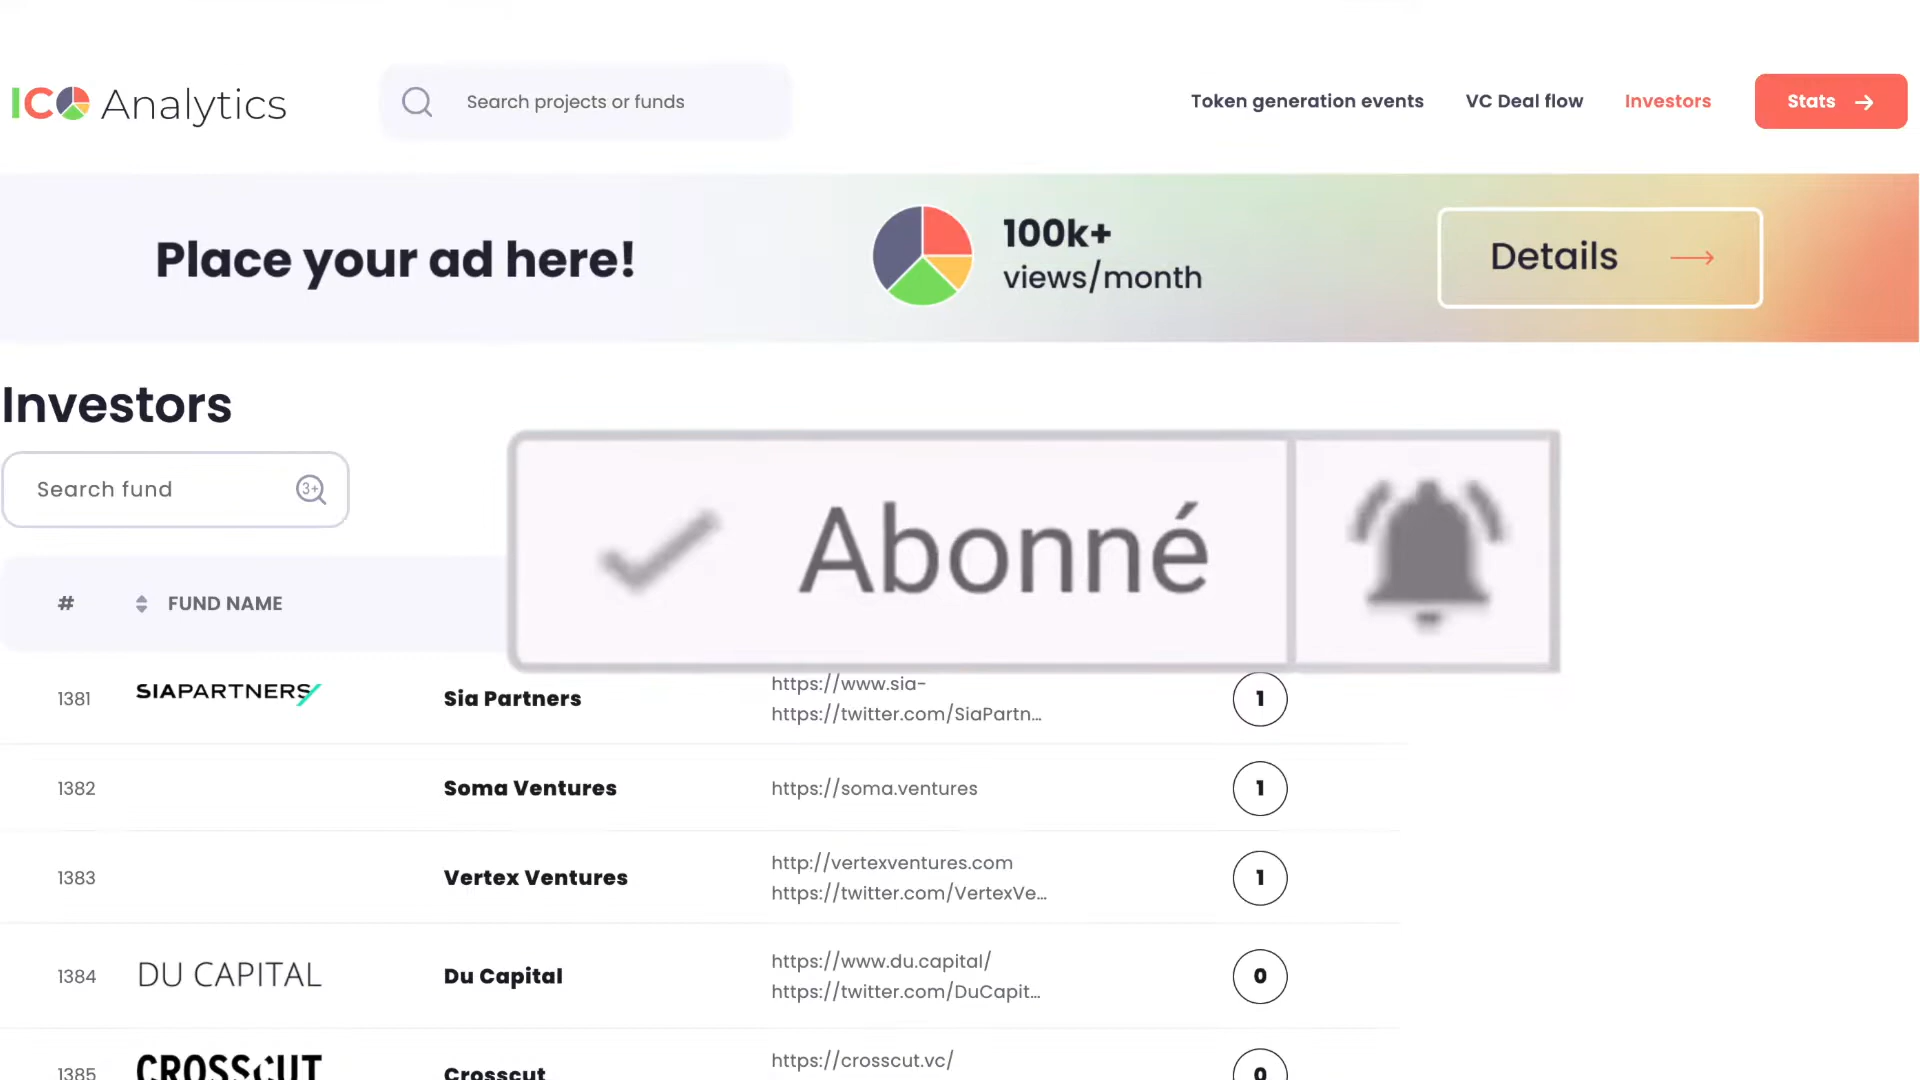 ICO Analytics
Search projects or funds
Token generation events
VC Deal flow
Investors
Stats
Place your ad here!
100k+
views/month
Details
Investors
Search fund
3+
Abonné
#
FUND NAME
1381
SIAPARTNERS
Sia Partners
https://www.sia-
https://twitter.com/SiaPartn...
1
1382
Soma Ventures
https://soma.ventures
1
1383
Vertex Ventures
http://vertexventures.com
https://twitter.com/VertexVe...
1
1384
DU CAPITAL
Du Capital
https://www.du.capital/
https://twitter.com/DuCapit...
0
1385
CROSSCUT
Crosscut
https://crosscut.vc/
0